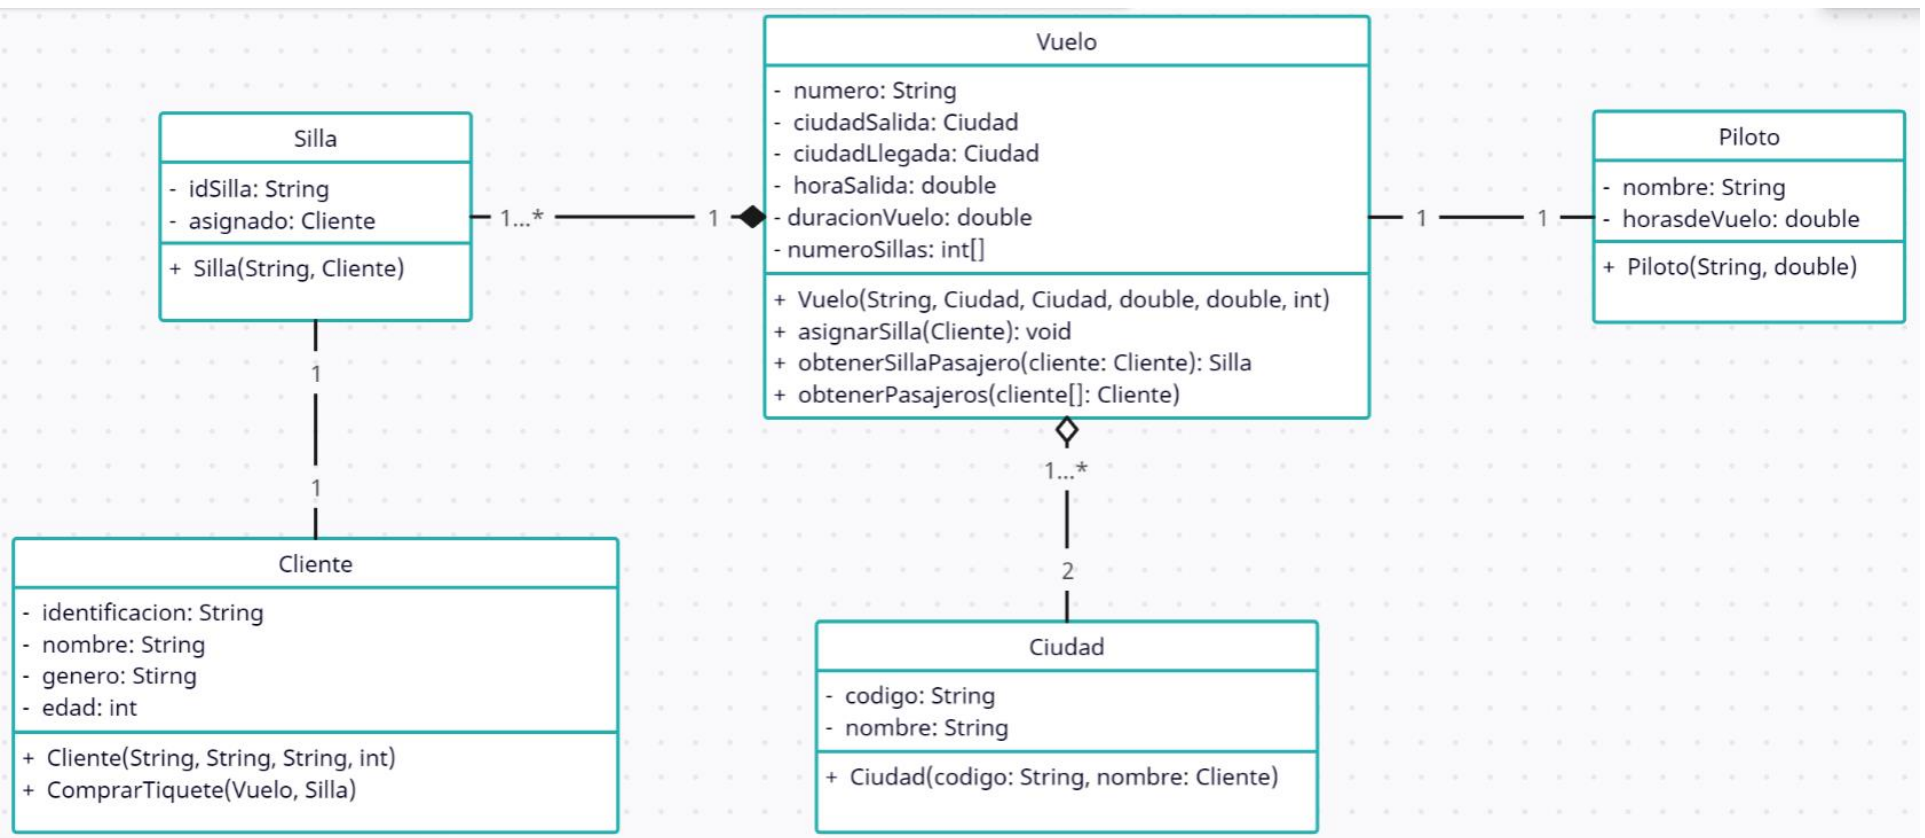 Vuelo
- numero: String
- ciudadSalida: Ciudad
- ciudadLlegada: Ciudad
- horaSalida: double
- duracionVuelo: double
- numeroSillas: int[]
+ Vuelo(String, Ciudad, Ciudad, double, double, int)
+ asignarSilla(Cliente): void
+ obtenerSillaPasajero(cliente: Cliente): Silla
+ obtenerPasajeros(cliente[]: Cliente)
Silla
- idSilla: String
- asignado: Cliente
+ Silla(String, Cliente)
1...*
1
1
1
Piloto
- nombre: String
- horasdeVuelo: double
+ Piloto(String, double)
1
1
Cliente
- identificacion: String
- nombre: String
- genero: Stirng
- edad: int
+ Cliente(String, String, String, int)
+ ComprarTiquete(Vuelo, Silla)
1...*
2
Ciudad
- codigo: String
- nombre: String
+ Ciudad(codigo: String, nombre: Cliente)